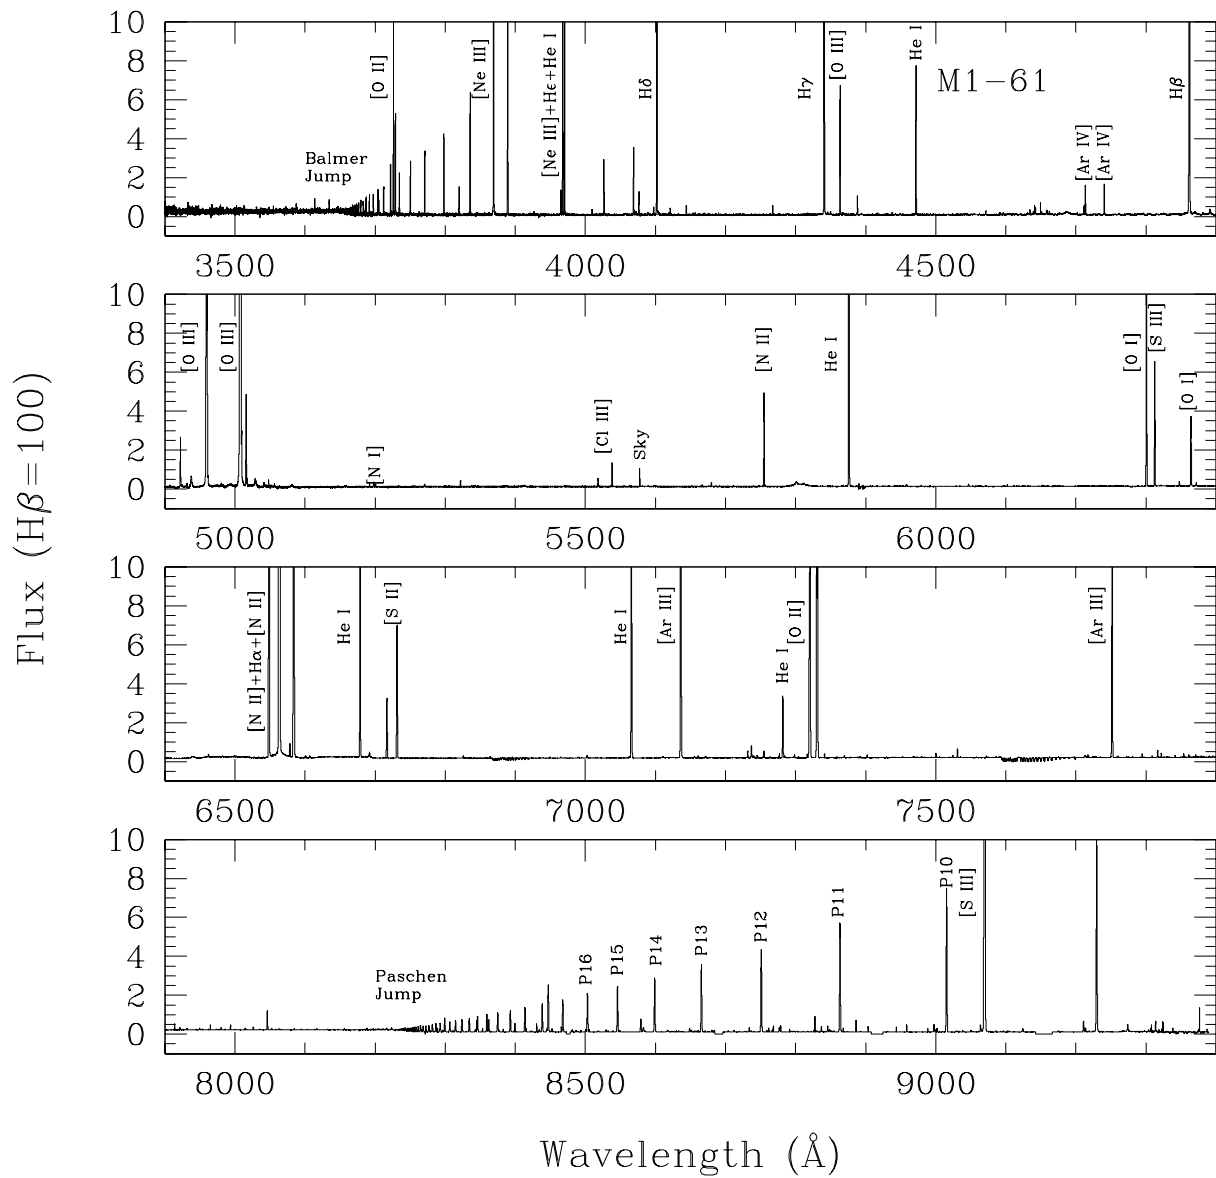 Flux (Hβ=100)
10
8
6
4
2
0
Balmer
Jump
[O II]
[Ne III]
[Ne III]+Hε+He I
Hδ
Hγ
[O III]
He I
M1-61
[Ar IV]
[Ar IV]
Hβ
3500
4000
4500
10
8
6
4
2
0
[O III]
[O III]
[N I]
[Cl III]
Sky
[N II]
He I
[O I]
[S III]
[O I]
5000
5500
6000
10
8
6
4
2
0
[N II]+Hα+[N II]
He I
[S II]
He I
[Ar III]
He I
[O II]
[Ar III]
6500
7000
7500
10
8
6
4
2
0
Paschen
Jump
P16
P15
P14
P13
P12
P11
P10
[S III]
8000
8500
9000
Wavelength (Å)